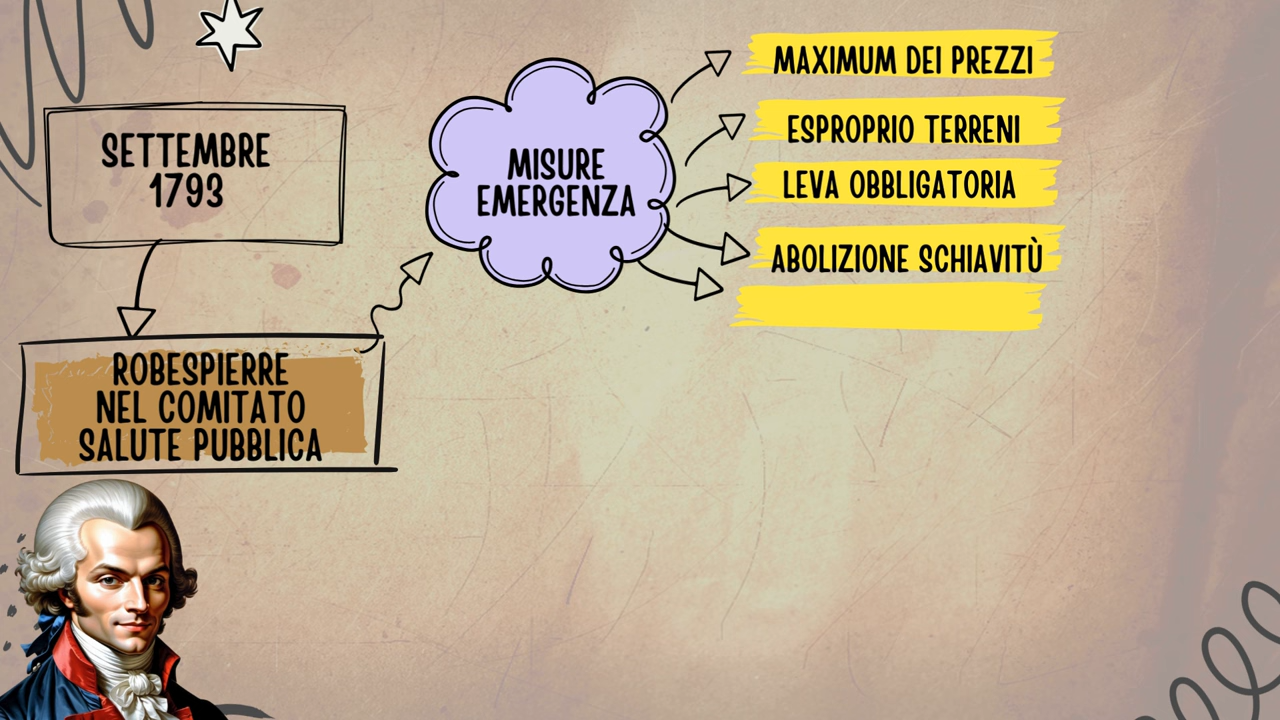 SETTEMBRE
1793
ROBESPIERRE
NEL COMITATO
SALUTE PUBBLICA
MISURE
EMERGENZA
MAXIMUM DEI PREZZI
ESPROPRIO TERRENI
LEVA OBBLIGATORIA
ABOLIZIONE SCHIAVITÙ